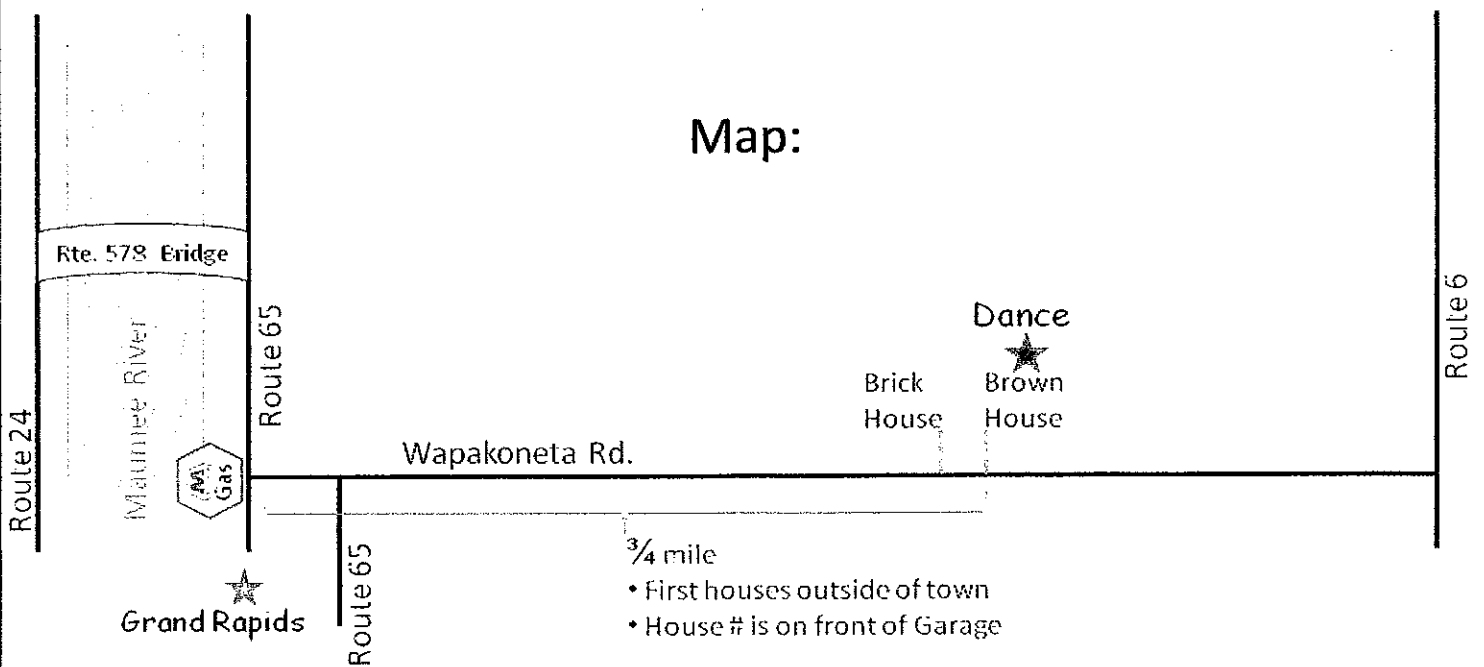 Map:
Rte. 578 Bridge
Maumee River
Route 24
Route 65
M
Gas
Wapakoneta Rd.
Dance
Brick
House
Brown
House
Route 6
Grand Rapids
Route 65
¾ mile
• First houses outside of town
• House # is on front of Garage